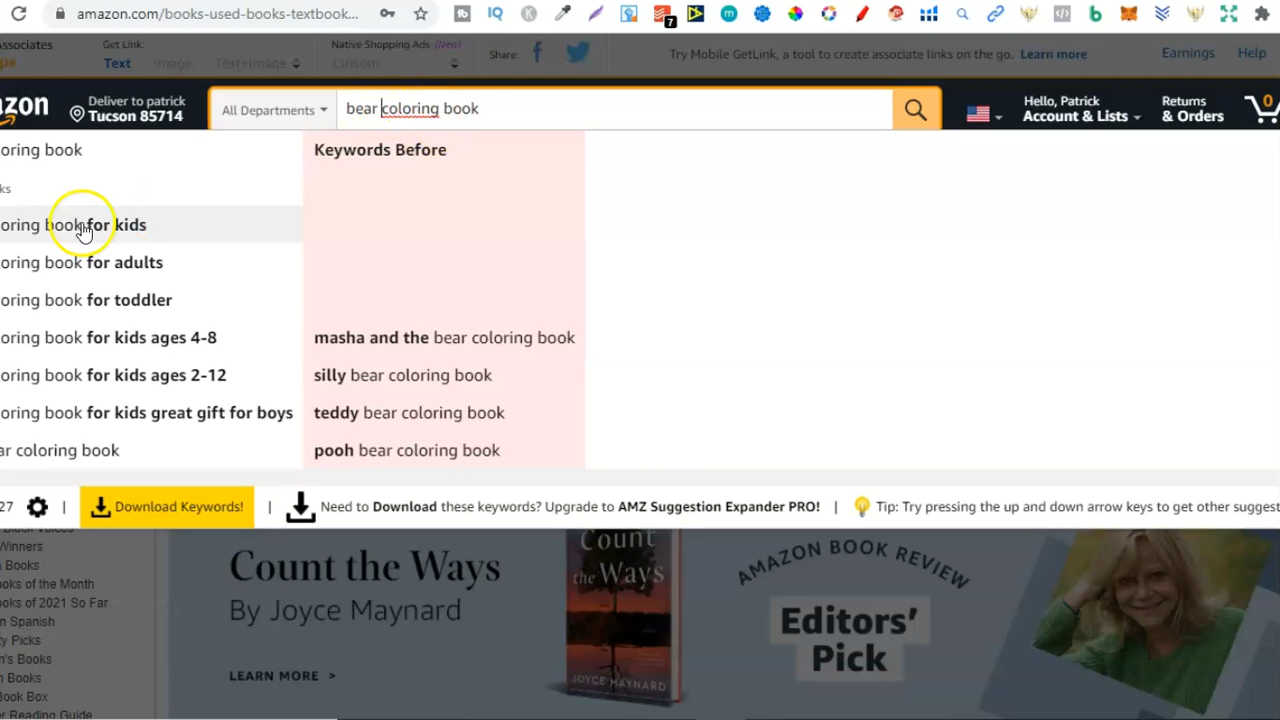 amazon.com/books-used-books-textbook...
IQ
K
7
m
b
Associates
Get Link:
Native Shopping Ads (New)
Text Image Text+Image
Custom
Share:
Try Mobile GetLink, a tool to create associate links on the go. Learn more
Earnings
Help
azon
Deliver to patrick
Tucson 85714
All Departments
bear coloring book
Hello, Patrick
Account & Lists
Returns
& Orders
0
oring book
Keywords Before
ks
oring book for kids
oring book for adults
oring book for toddler
oring book for kids ages 4-8
masha and the bear coloring book
oring book for kids ages 2-12
silly bear coloring book
oring book for kids great gift for boys
teddy bear coloring book
ar coloring book
pooh bear coloring book
27 | Download Keywords! | Need to Download these keywords? Upgrade to AMZ Suggestion Expander PRO! | Tip: Try pressing the up and down arrow keys to get other suggest
Black Voices
Winners
Books
ooks of the Month
ooks of 2021 So Far
n Spanish
ty Picks
n's Books
n Books
Book Box
er Reading Guide
Count the Ways
By Joyce Maynard
LEARN MORE >
Count
the Ways
JOYCE MAYNARD
AMAZON BOOK REVIEW
Editors'
Pick